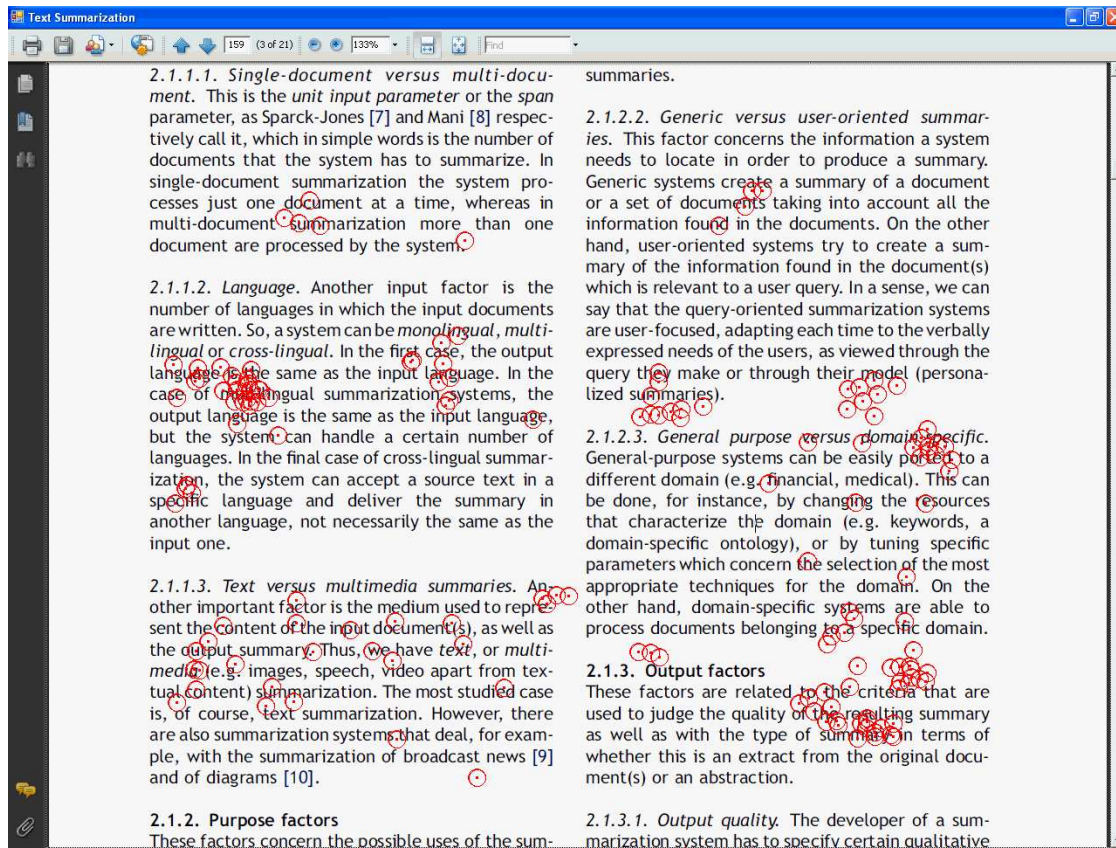 Text Summarization
159 (3 of 21) 133% Find
2.1.1.1. Single-document versus multi-docu-
ment. This is the unit input parameter or the span
parameter, as Sparck-Jones [7] and Mani [8] respec-
tively call it, which in simple words is the number of
documents that the system has to summarize. In
single-document summarization the system pro-
cesses just one document at a time, whereas in
multi-document summarization more than one
document are processed by the system.
2.1.1.2. Language. Another input factor is the
number of languages in which the input documents
are written. So, a system can be monolingual, multi-
lingual or cross-lingual. In the first case, the output
language is the same as the input language. In the
case of multilingual summarization systems, the
output language is the same as the input language,
but the system can handle a certain number of
languages. In the final case of cross-lingual summar-
ization, the system can accept a source text in a
specific language and deliver the summary in
another language, not necessarily the same as the
input one.
2.1.1.3. Text versus multimedia summaries. An-
other important factor is the medium used to repre-
sent the content of the input document(s), as well as
the output summary. Thus, we have text, or multi-
media (e.g. images, speech, video apart from tex-
tual content) summarization. The most studied case
is, of course, text summarization. However, there
are also summarization systems that deal, for exam-
ple, with the summarization of broadcast news [9]
and of diagrams [10].
2.1.2. Purpose factors
These factors concern the possible uses of the sum-
summaries.
2.1.2.2. Generic versus user-oriented summar-
ies. This factor concerns the information a system
needs to locate in order to produce a summary.
Generic systems create a summary of a document
or a set of documents taking into account all the
information found in the documents. On the other
hand, user-oriented systems try to create a sum-
mary of the information found in the document(s)
which is relevant to a user query. In a sense, we can
say that the query-oriented summarization systems
are user-focused, adapting each time to the verbally
expressed needs of the users, as viewed through the
query they make or through their model (persona-
lized summaries).
2.1.2.3. General purpose versus domain-specific.
General-purpose systems can be easily ported to a
different domain (e.g. financial, medical). This can
be done, for instance, by changing the resources
that characterize the domain (e.g. keywords, a
domain-specific ontology), or by tuning specific
parameters which concern the selection of the most
appropriate techniques for the domain. On the
other hand, domain-specific systems are able to
process documents belonging to a specific domain.
2.1.3. Output factors
These factors are related to the criteria that are
used to judge the quality of the resulting summary
as well as with the type of summary in terms of
whether this is an extract from the original docu-
ment(s) or an abstraction.
2.1.3.1. Output quality. The developer of a sum-
marization system has to specify certain qualitative